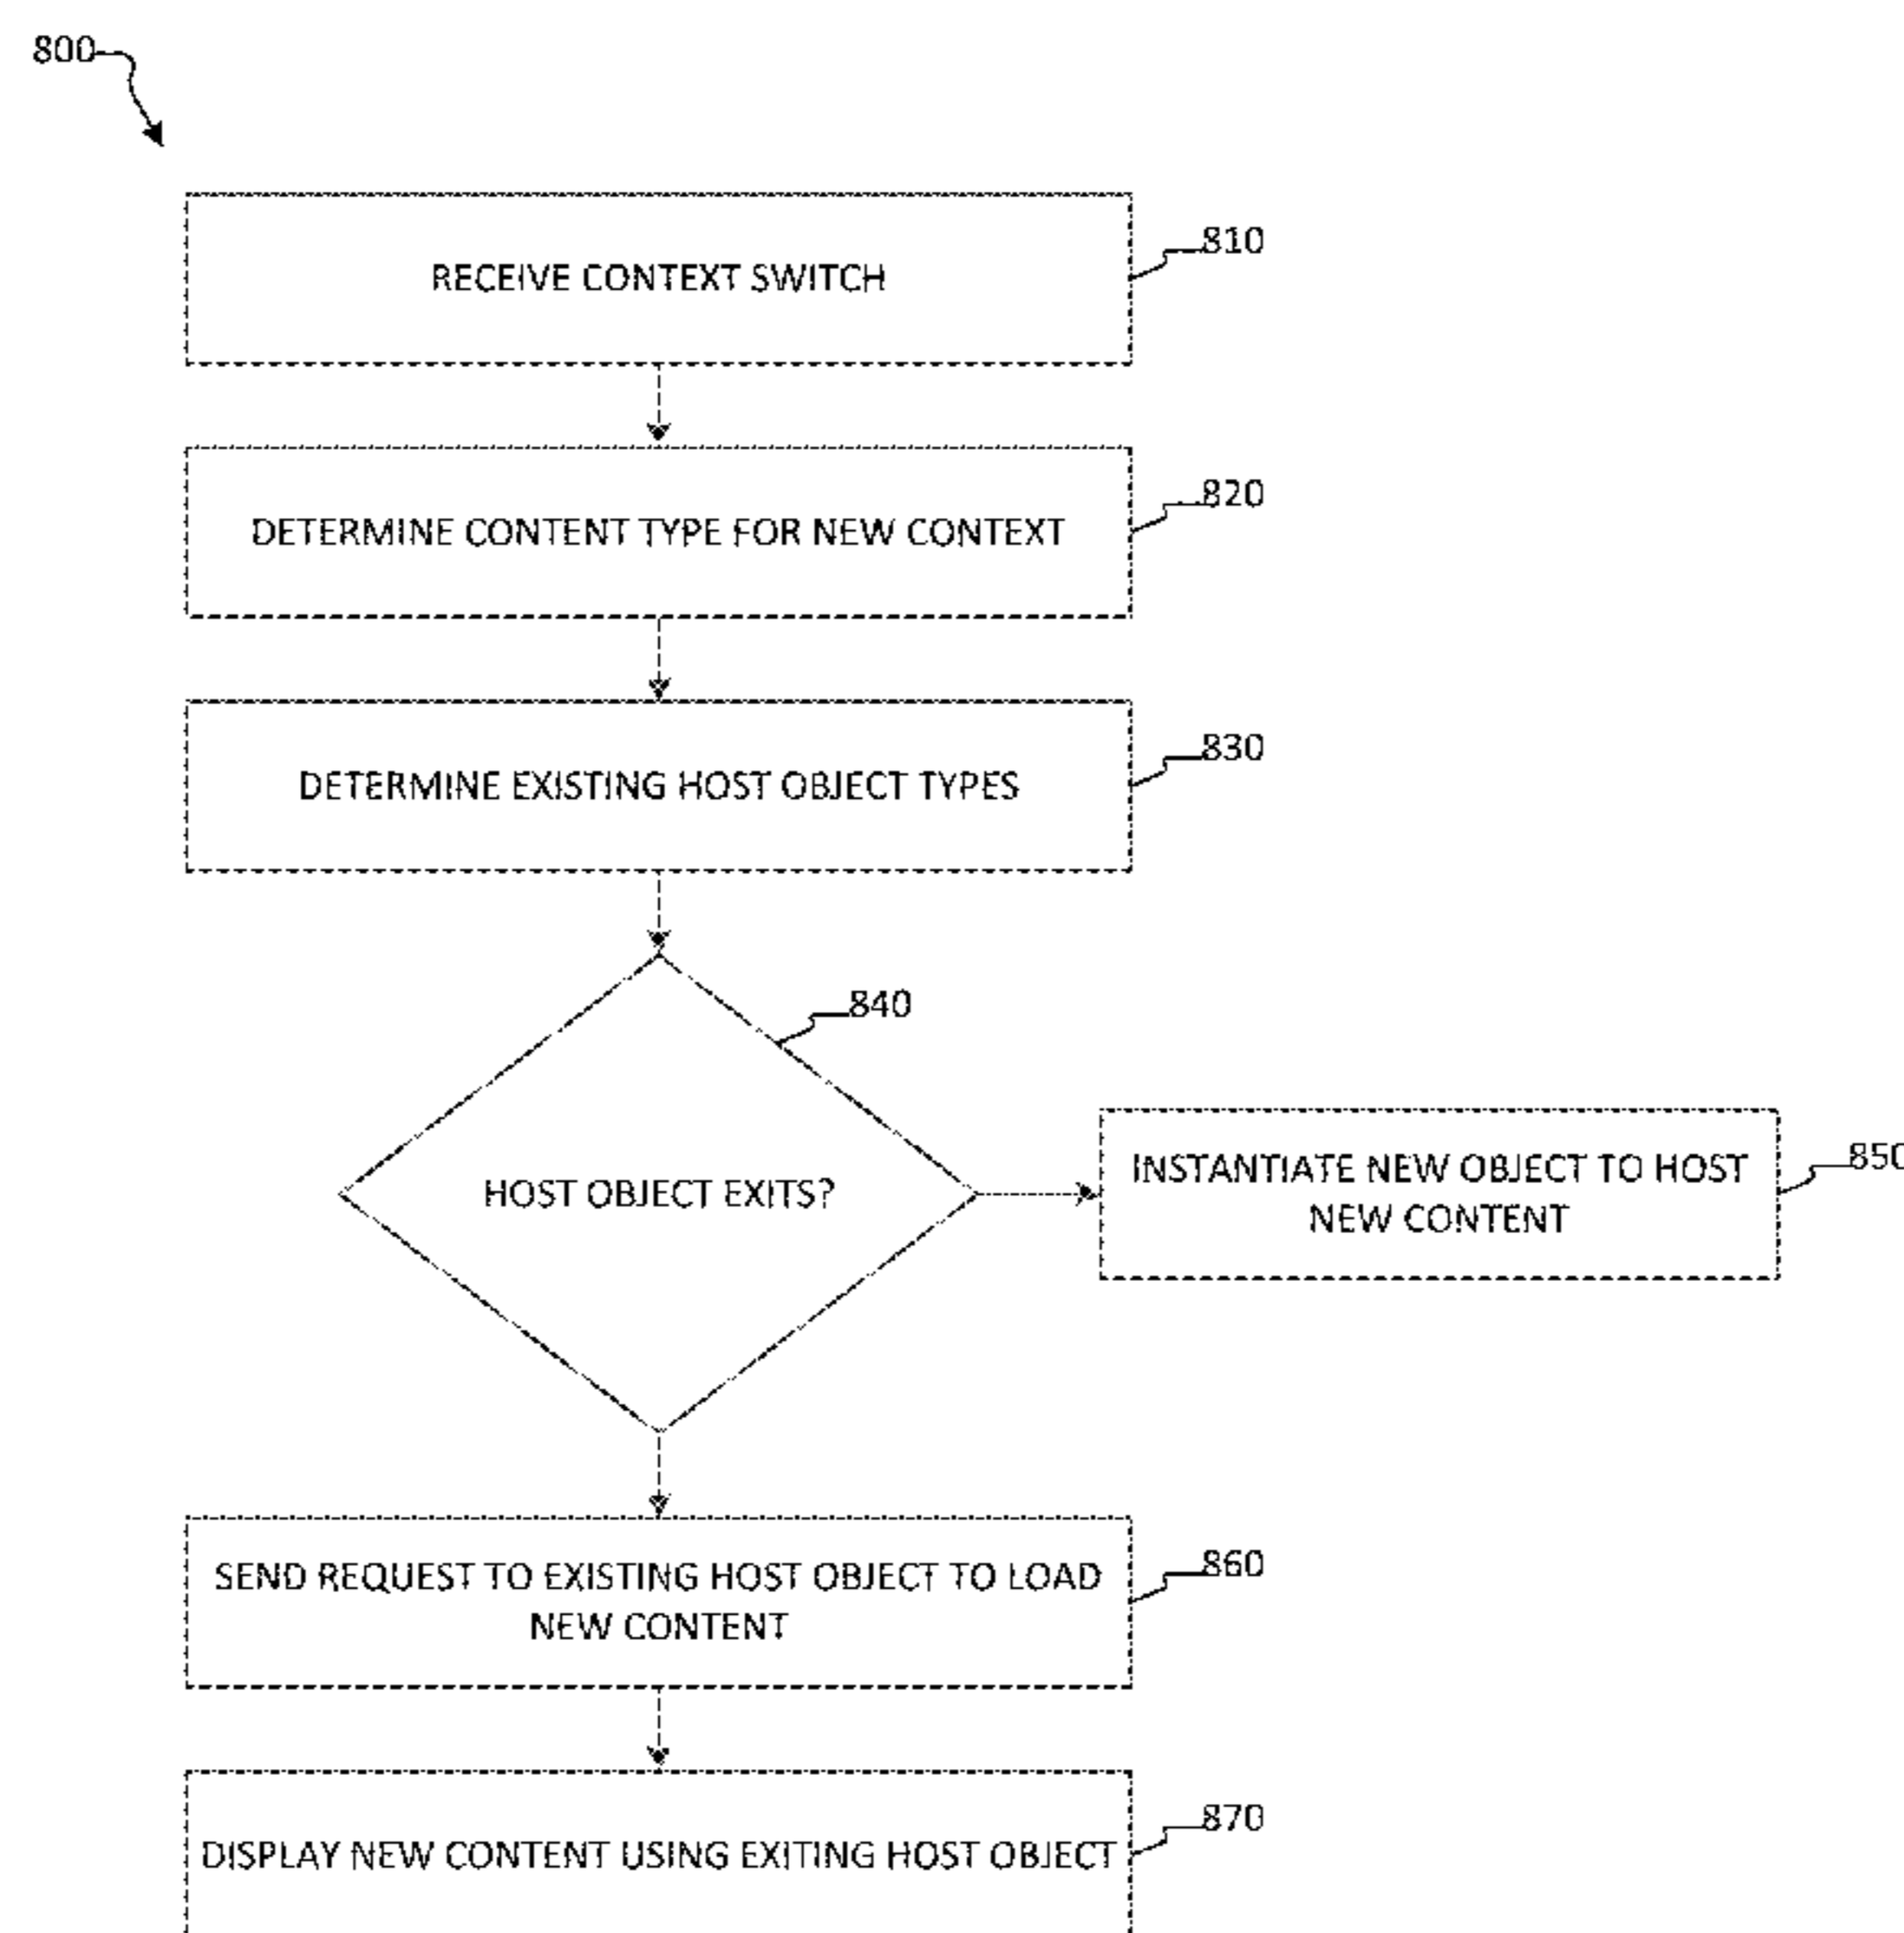 800
RECEIVE CONTEXT SWITCH
810
DETERMINE CONTENT TYPE FOR NEW CONTEXT
820
DETERMINE EXISTING HOST OBJECT TYPES
830
840
HOST OBJECT EXITS?
INSTANTIATE NEW OBJECT TO HOST
NEW CONTENT
850
SEND REQUEST TO EXISTING HOST OBJECT TO LOAD
NEW CONTENT
860
DISPLAY NEW CONTENT USING EXITING HOST OBJECT
870